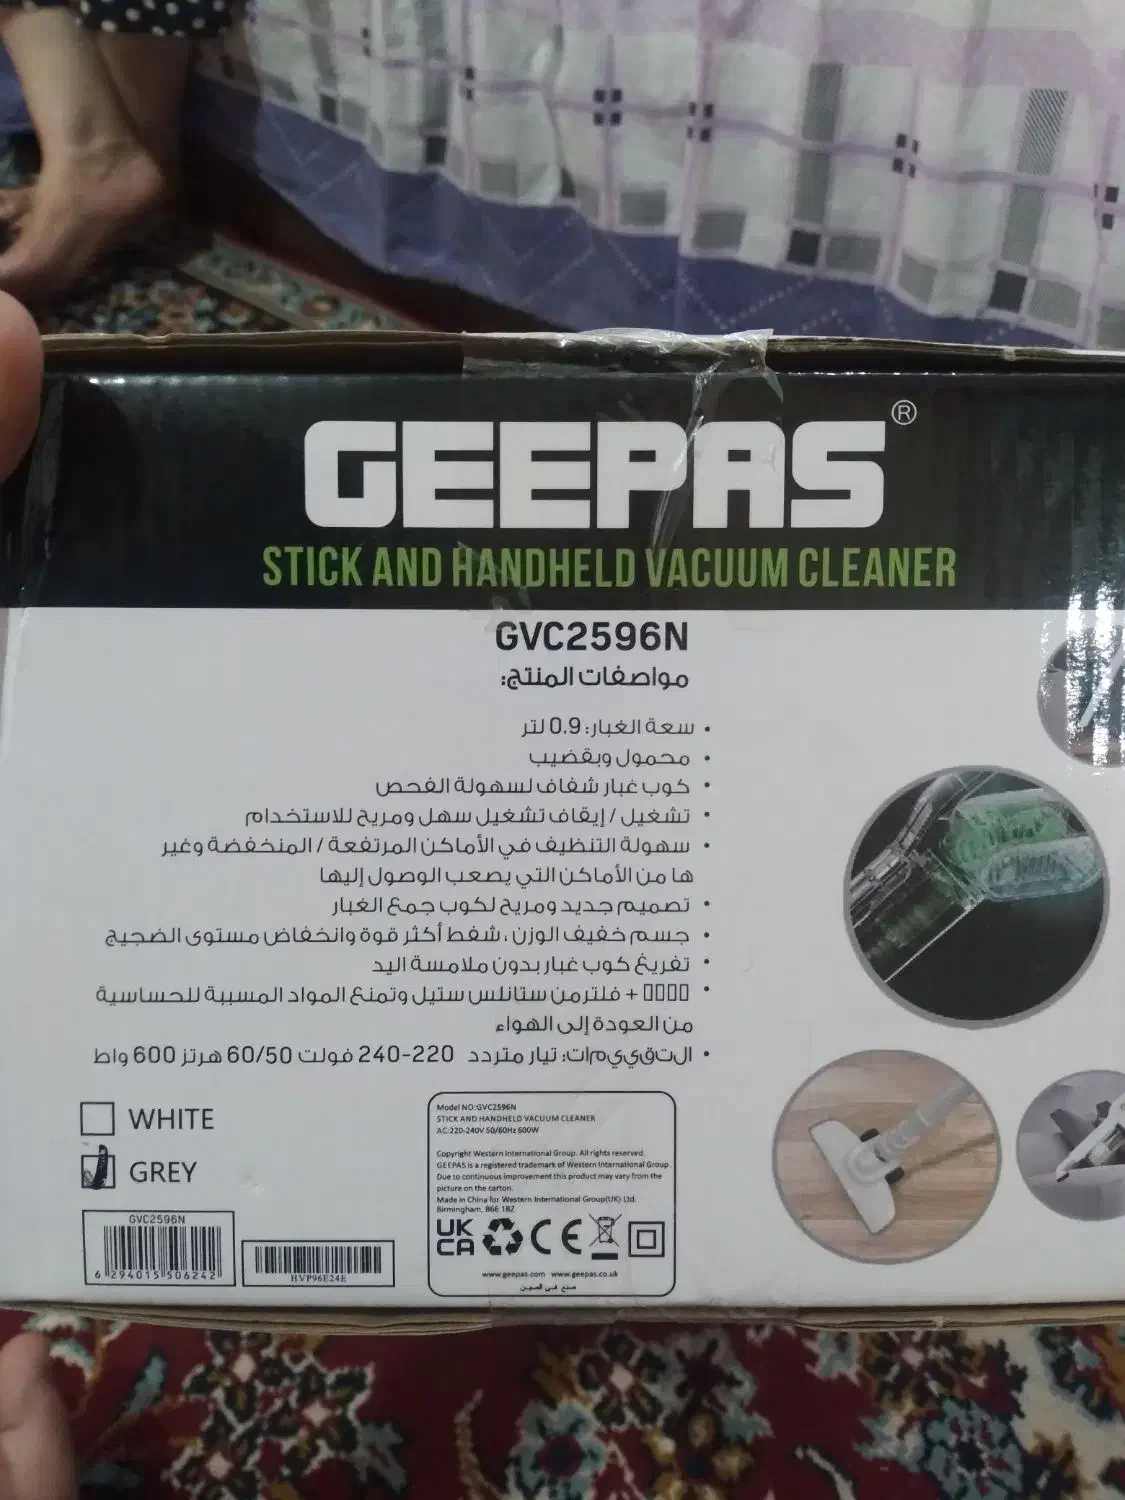 GEEPAS®
STICK AND HANDHELD VACUUM CLEANER
GVC2596N
مواصفات المنتج:
• سعة الغبار: 0.9 لتر
• محمول وبقضيب
• كوب غبار شفاف لسهولة الفحص
• تشغيل / إيقاف تشغيل سهل ومريح للاستخدام
• سهولة التنظيف في الأماكن المرتفعة / المنخفضة وغير
ها من الأماكن التي يصعب الوصول إليها
• تصميم جديد ومريح لكوب جمع الغبار
• جسم خفيف الوزن، شفط أكثر قوة وانخفاض مستوى الضجيج
• تفريغ كوب غبار بدون ملامسة اليد
• ▯▯▯▯ + فلترمن ستانلس ستيل وتمنع المواد المسببة للحساسية
من العودة إلى الهواء
• التقييمات: تيار متردد 220-240 فولت 60/50 هرتز 600 واط
WHITE
GREY
GVC2596N
6 294015 506242
HVP96E24E
Model NO:GVC2596N
STICK AND HANDHELD VACUUM CLEANER
AC:220-240V 50/60Hz 600W
Copyright Western International Group. All rights reserved.
GEEPAS is a registered trademark of Western International Group.
Due to continuous improvement this product may vary from the
picture on the carton.
Made in China for Western International Group(UK) Ltd.
Birmingham, B66 1BZ
UK
CA
CE
www.geepas.com www.geepas.co.uk
صنع في الصين